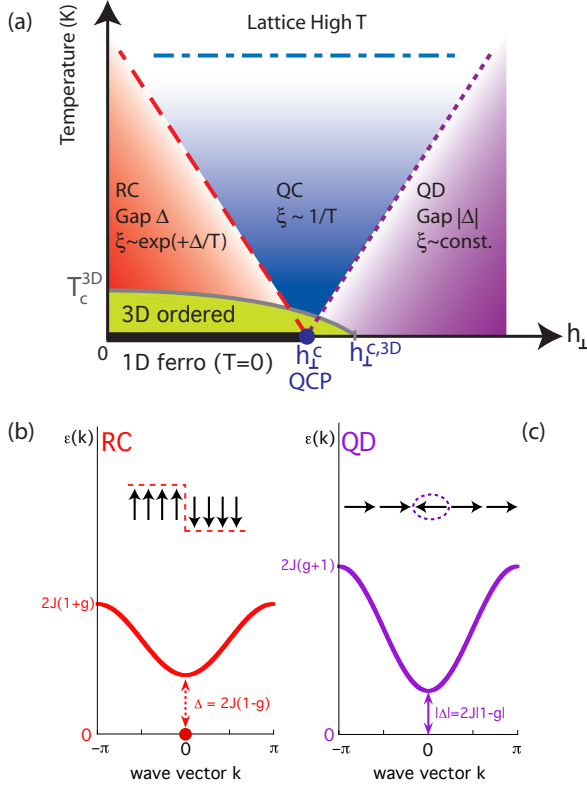 (a)
Temperature (K)
Lattice High T
RC
Gap Δ
ξ~exp(+Δ/T)
QC
ξ ~ 1/T
QD
Gap |Δ|
ξ~const.
T_c^3D
3D ordered
0
1D ferro (T=0)
h_⊥^c
QCP
h_⊥^c,3D
h_⊥
(b)
ε(k)
RC
2J(1+g)
Δ = 2J(1-g)
0
−π
0
π
wave vector k
(c)
ε(k)
QD
2J(g+1)
|Δ|=2J|1-g|
0
−π
0
π
wave vector k